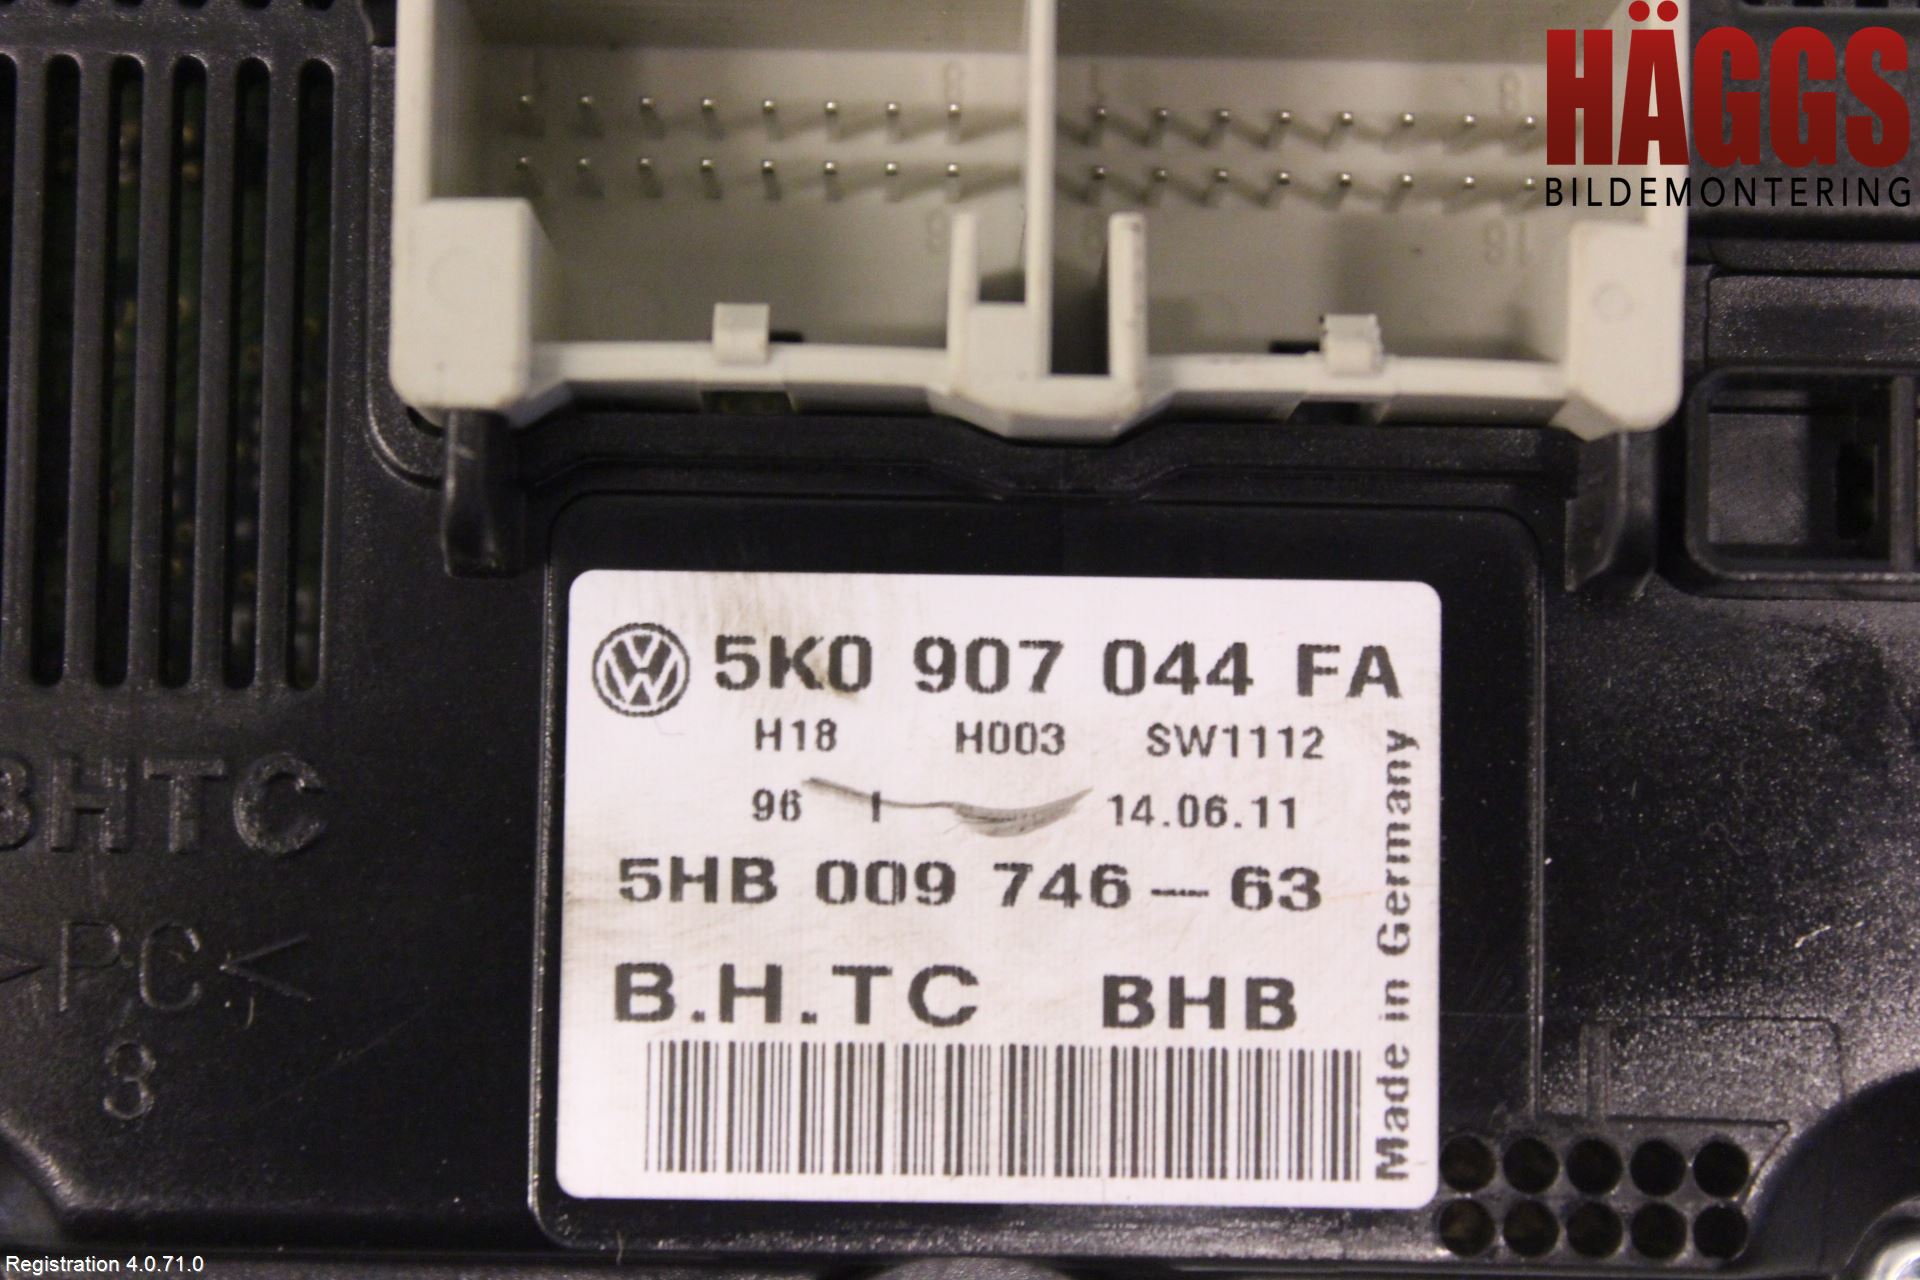 HÄGGS
BILDEMONTERING
5K0 907 044 FA
H18 H003 SW1112
96 I 14.06.11
5HB 009 746-63
B.H.TC BHB
Made in Germany
BHTC
>PC<
3
Registration 4.0.71.0